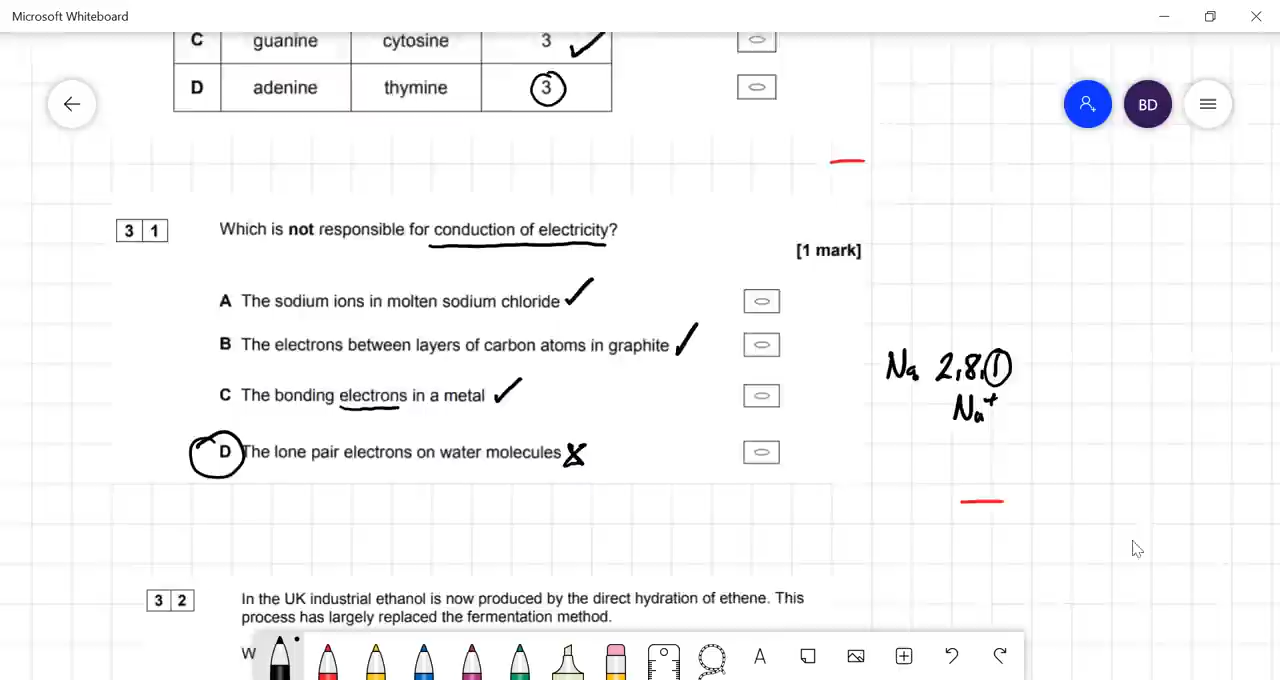 Microsoft Whiteboard
C guanine cytosine 3
D adenine thymine 3
BD
3 1 Which is not responsible for conduction of electricity?
[1 mark]
A The sodium ions in molten sodium chloride
B The electrons between layers of carbon atoms in graphite
C The bonding electrons in a metal
D The lone pair electrons on water molecules
Na 2,8,1
Na+
3 2 In the UK industrial ethanol is now produced by the direct hydration of ethene. This
process has largely replaced the fermentation method.